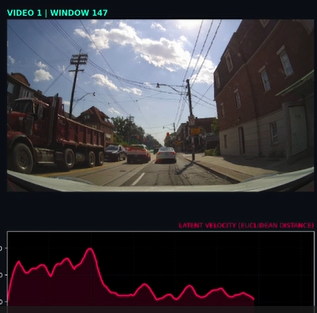 VIDEO 1 | WINDOW 147
LATENT VELOCITY (EUCLIDEAN DISTANCE)